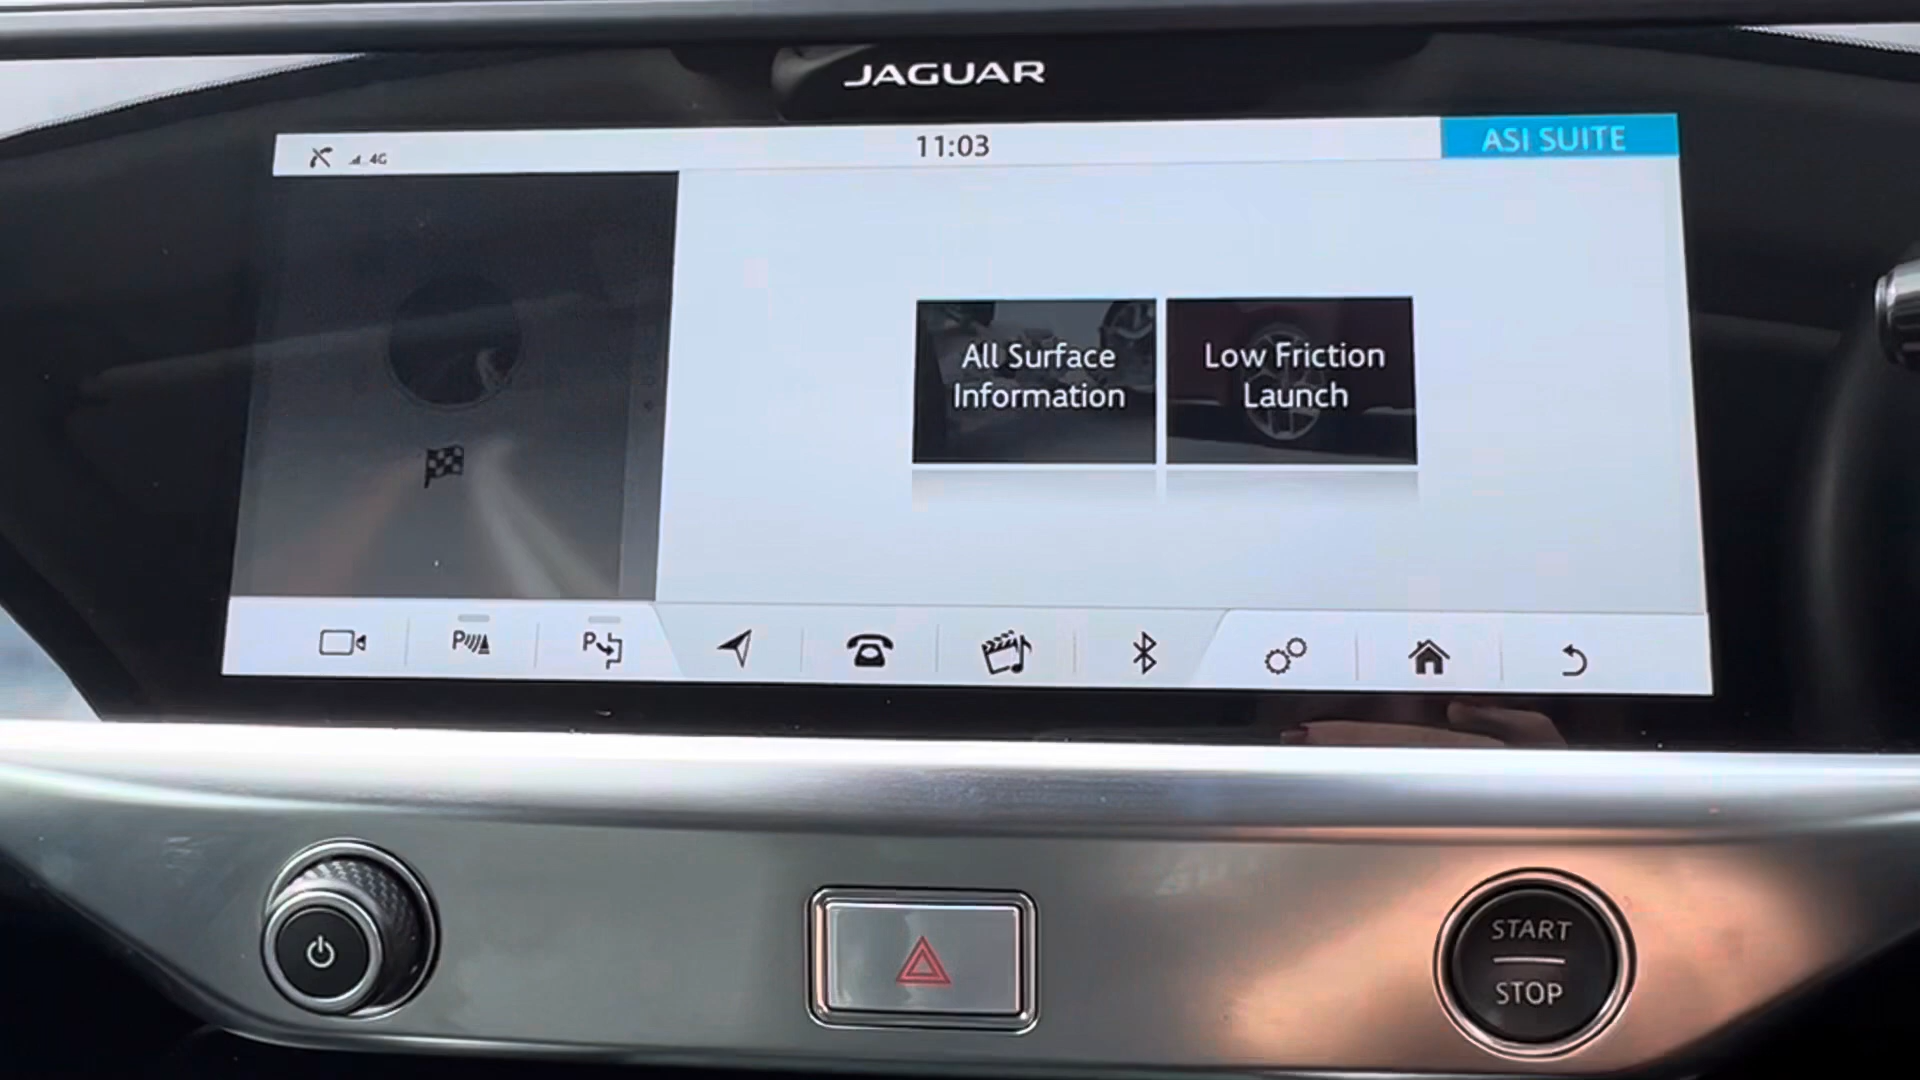 JAGUAR
4G
11:03
ASI SUITE
All Surface
Information
Low Friction
Launch
P
P
START
STOP